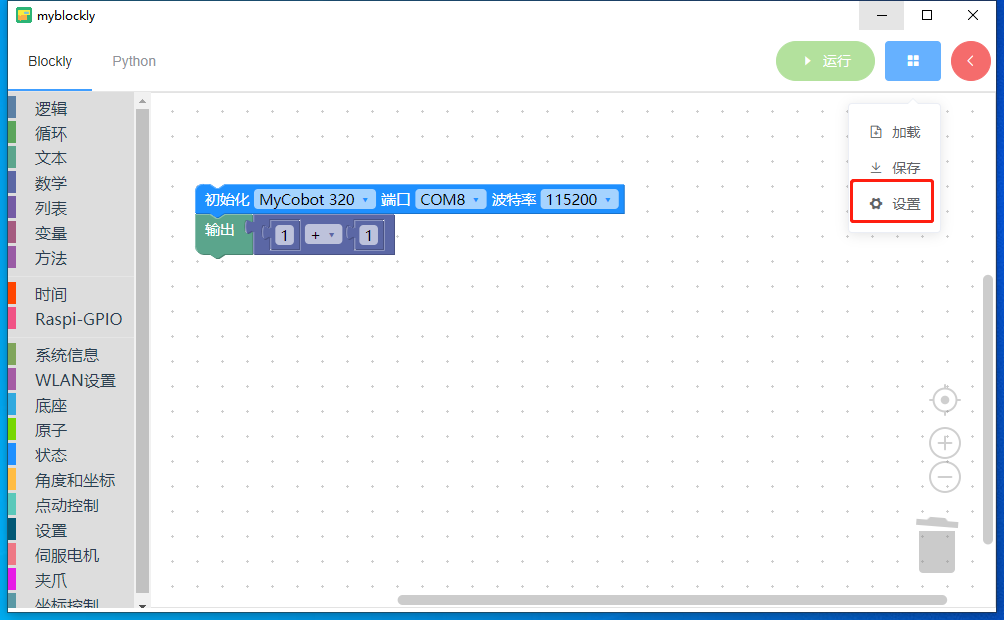 myblockly
Blockly Python 运行
加载
保存
设置
逻辑
循环
文本
数学
列表
变量
方法
时间
Raspi-GPIO
系统信息
WLAN设置
底座
原子
状态
角度和坐标
点动控制
设置
伺服电机
夹爪
坐标控制
初始化 MyCobot 320 端口 COM8 波特率 115200
输出 1 + 1